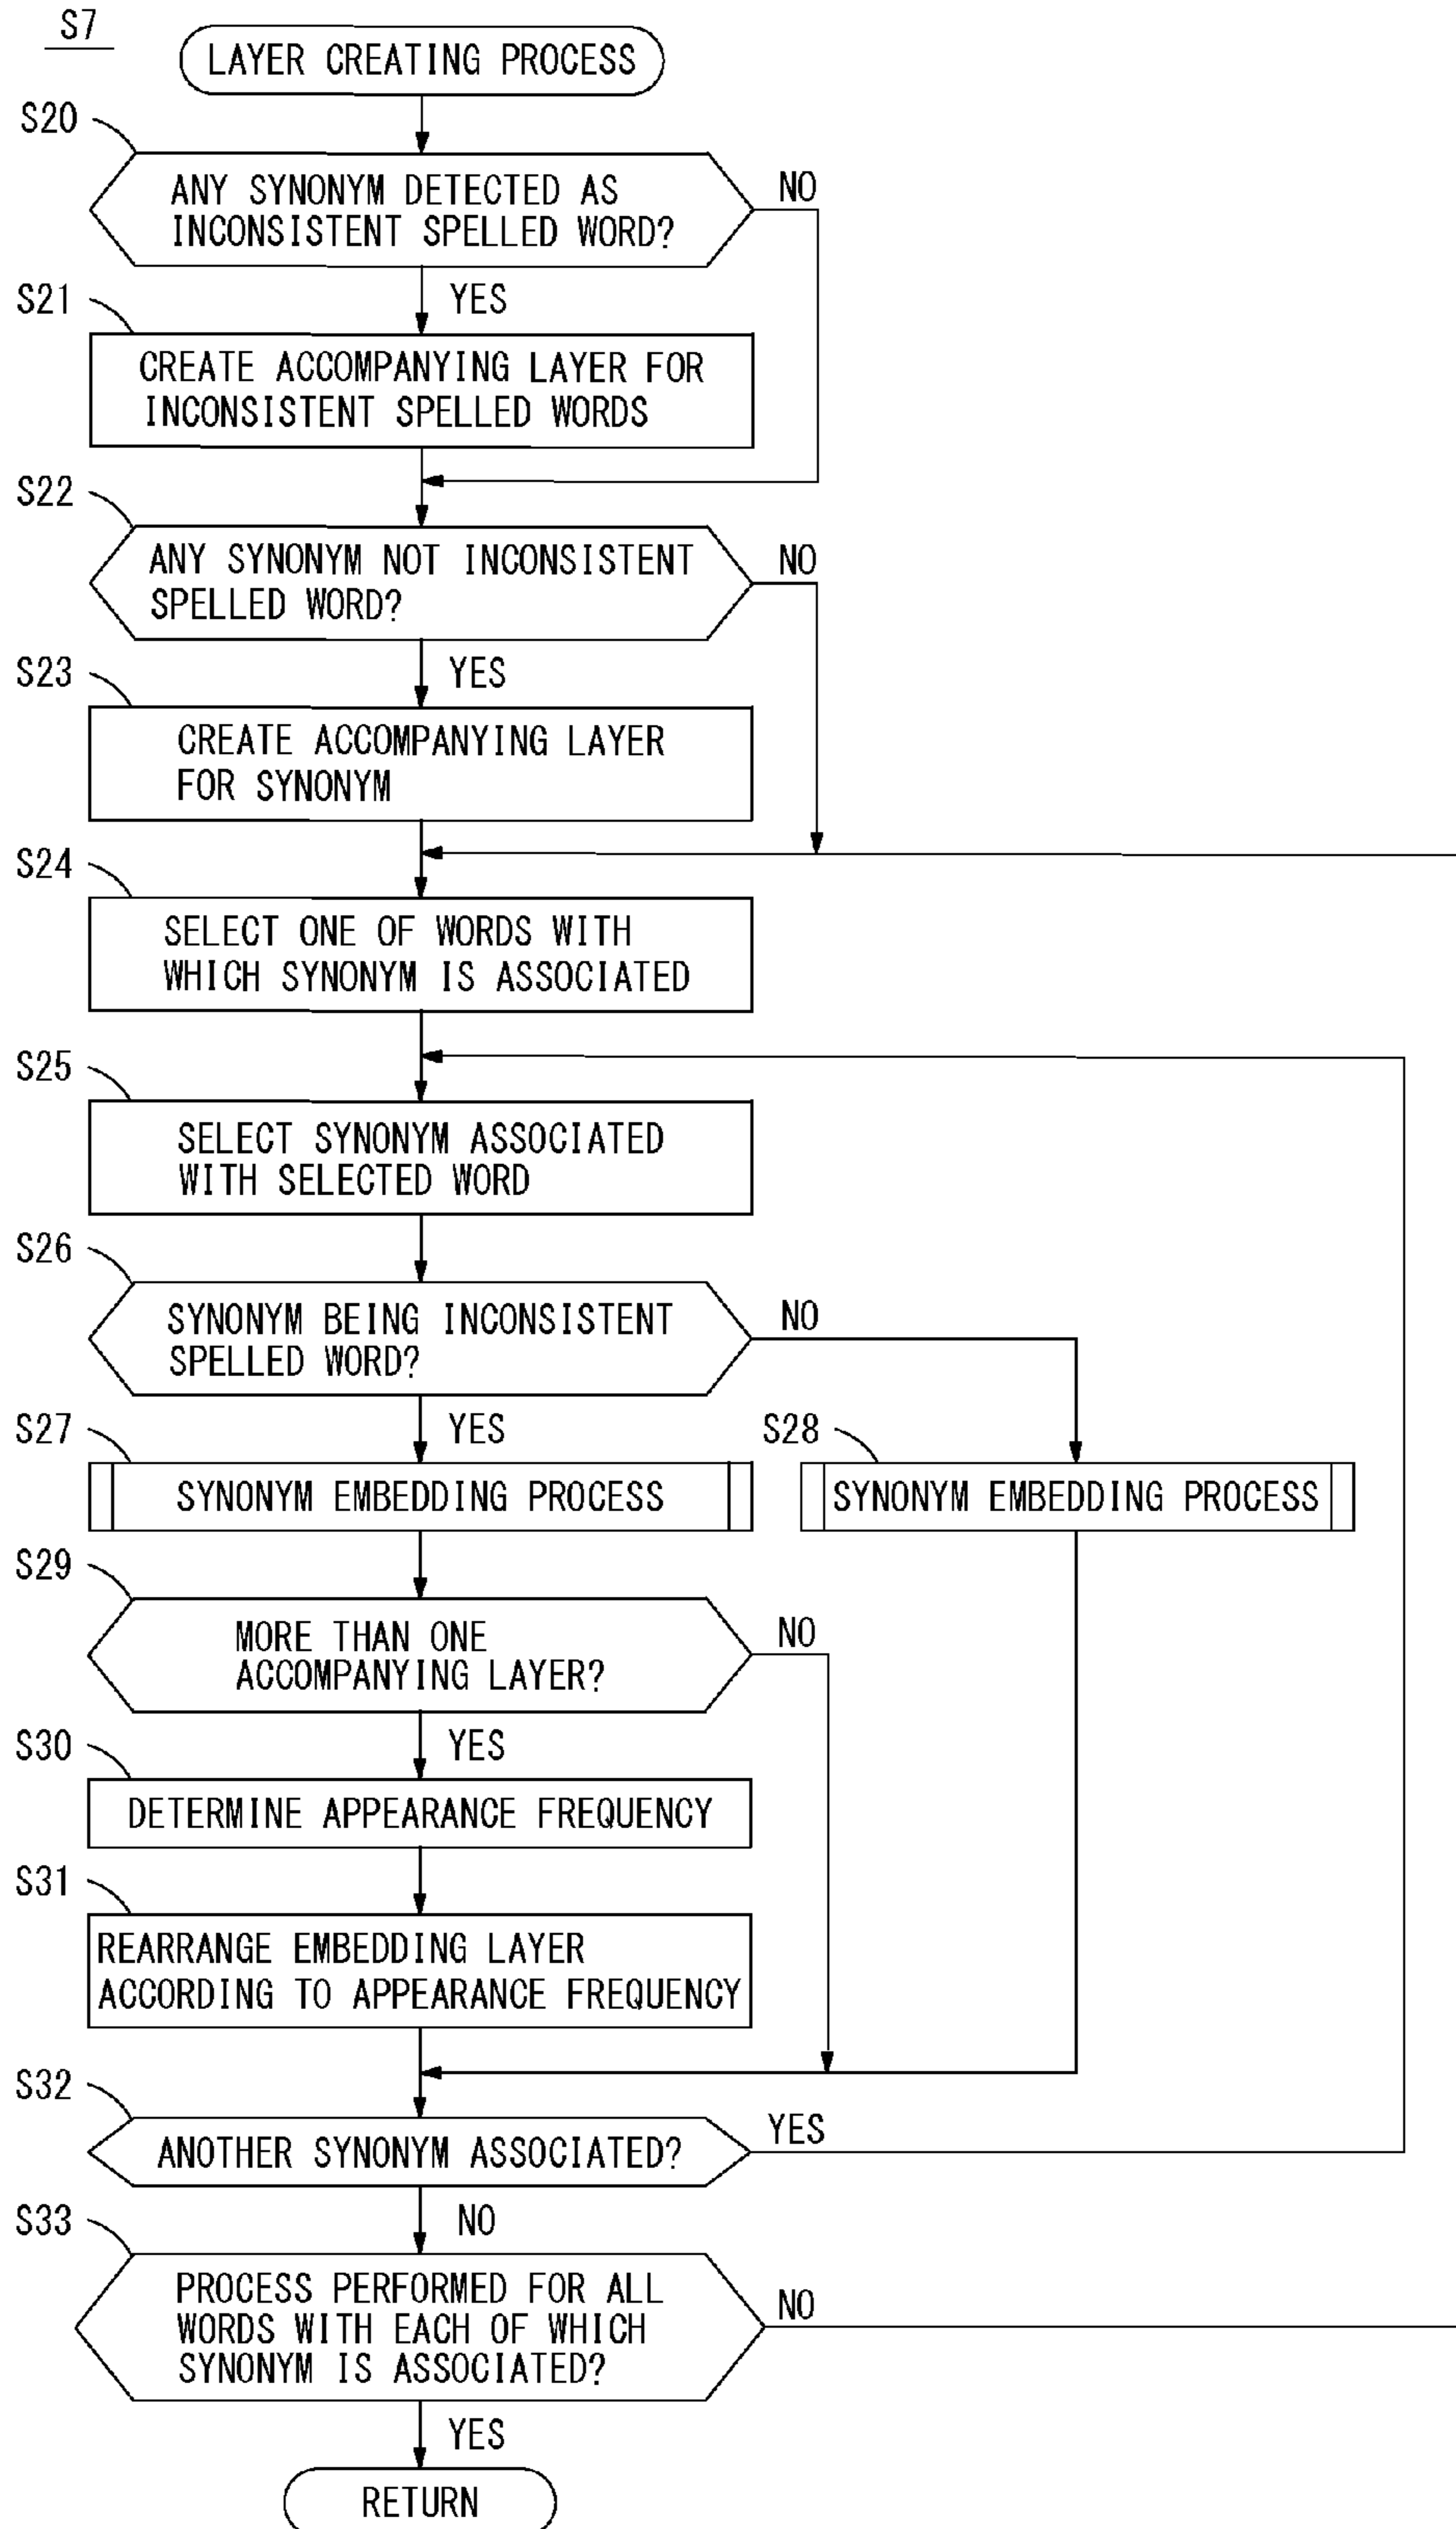 S7
LAYER CREATING PROCESS
S20
ANY SYNONYM DETECTED AS
INCONSISTENT SPELLED WORD?
NO
YES
S21
CREATE ACCOMPANYING LAYER FOR
INCONSISTENT SPELLED WORDS
S22
ANY SYNONYM NOT INCONSISTENT
SPELLED WORD?
NO
YES
S23
CREATE ACCOMPANYING LAYER
FOR SYNONYM
S24
SELECT ONE OF WORDS WITH
WHICH SYNONYM IS ASSOCIATED
S25
SELECT SYNONYM ASSOCIATED
WITH SELECTED WORD
S26
SYNONYM BEING INCONSISTENT
SPELLED WORD?
NO
YES
S27
SYNONYM EMBEDDING PROCESS
S28
SYNONYM EMBEDDING PROCESS
S29
MORE THAN ONE
ACCOMPANYING LAYER?
NO
YES
S30
DETERMINE APPEARANCE FREQUENCY
S31
REARRANGE EMBEDDING LAYER
ACCORDING TO APPEARANCE FREQUENCY
S32
ANOTHER SYNONYM ASSOCIATED?
YES
NO
S33
PROCESS PERFORMED FOR ALL
WORDS WITH EACH OF WHICH
SYNONYM IS ASSOCIATED?
NO
YES
RETURN